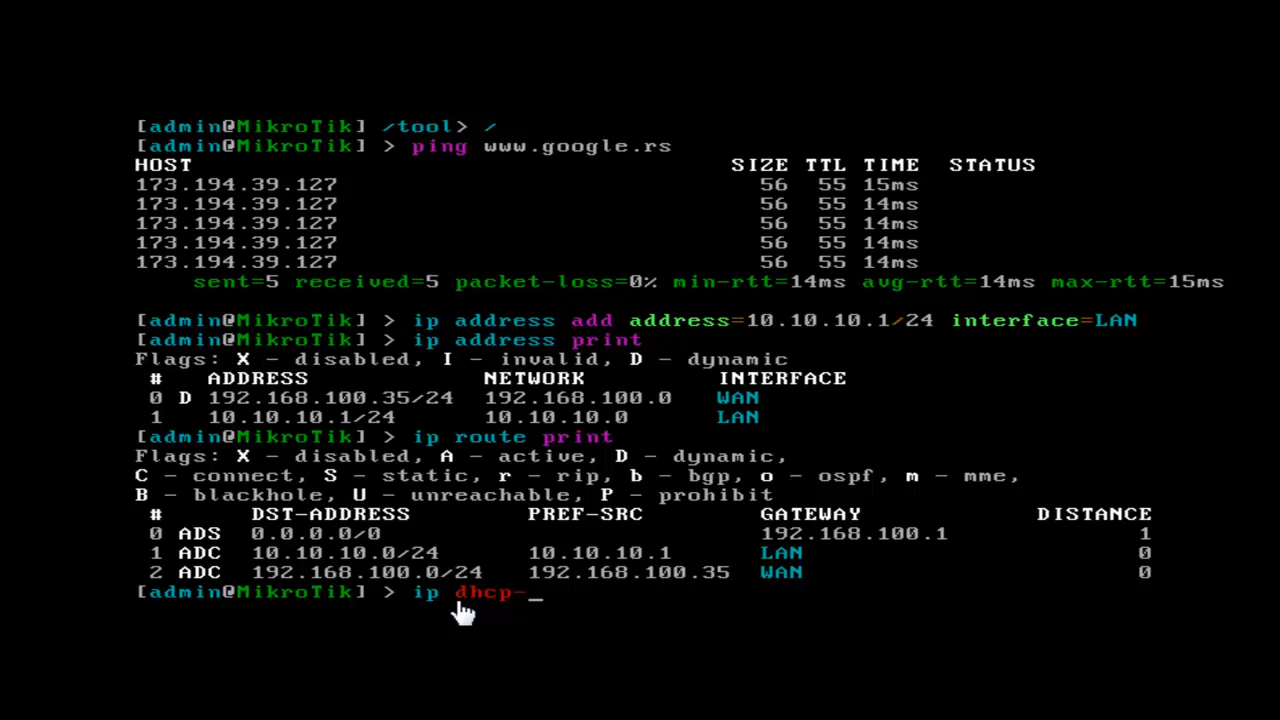 [admin@MikroTik] /tool> /
[admin@MikroTik] > ping www.google.rs
HOST SIZE TTL TIME STATUS
173.194.39.127 56 55 15ms
173.194.39.127 56 55 14ms
173.194.39.127 56 55 14ms
173.194.39.127 56 55 14ms
173.194.39.127 56 55 14ms
sent=5 received=5 packet-loss=0% min-rtt=14ms avg-rtt=14ms max-rtt=15ms
[admin@MikroTik] > ip address add address=10.10.10.1/24 interface=LAN
[admin@MikroTik] > ip address print
Flags: X - disabled, I - invalid, D - dynamic
# ADDRESS NETWORK INTERFACE
0 D 192.168.100.35/24 192.168.100.0 WAN
1 10.10.10.1/24 10.10.10.0 LAN
[admin@MikroTik] > ip route print
Flags: X - disabled, A - active, D - dynamic,
C - connect, S - static, r - rip, b - bgp, o - ospf, m - mme,
B - blackhole, U - unreachable, P - prohibit
# DST-ADDRESS PREF-SRC GATEWAY DISTANCE
0 ADS 0.0.0.0/0 192.168.100.1 1
1 ADC 10.10.10.0/24 10.10.10.1 LAN 0
2 ADC 192.168.100.0/24 192.168.100.35 WAN 0
[admin@MikroTik] > ip dhcp-_